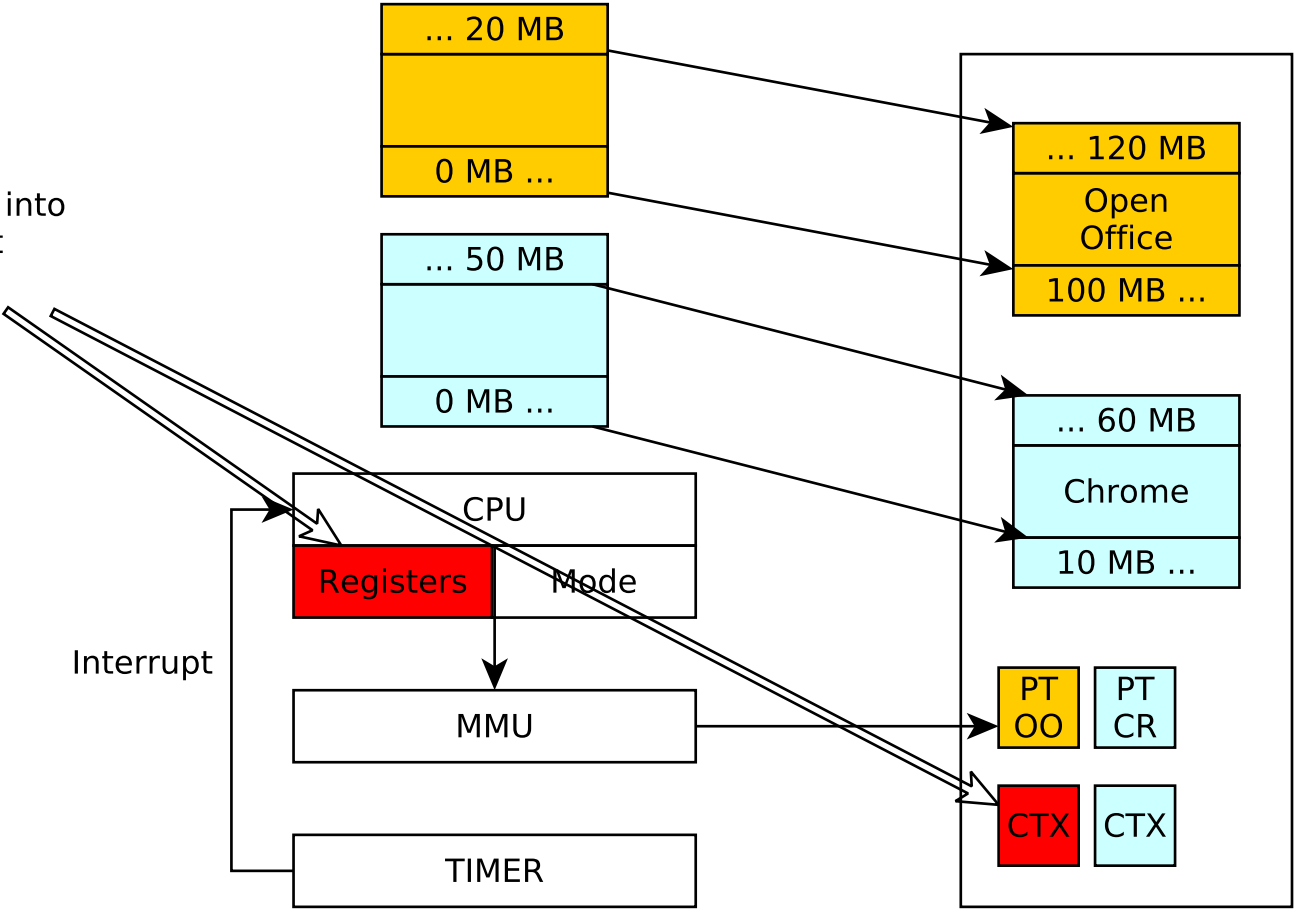 ... 20 MB
0 MB ...
into
... 50 MB
0 MB ...
... 120 MB
Open
Office
100 MB ...
... 60 MB
Chrome
10 MB ...
CPU
Registers
Mode
Interrupt
MMU
TIMER
PT
OO
PT
CR
CTX
CTX